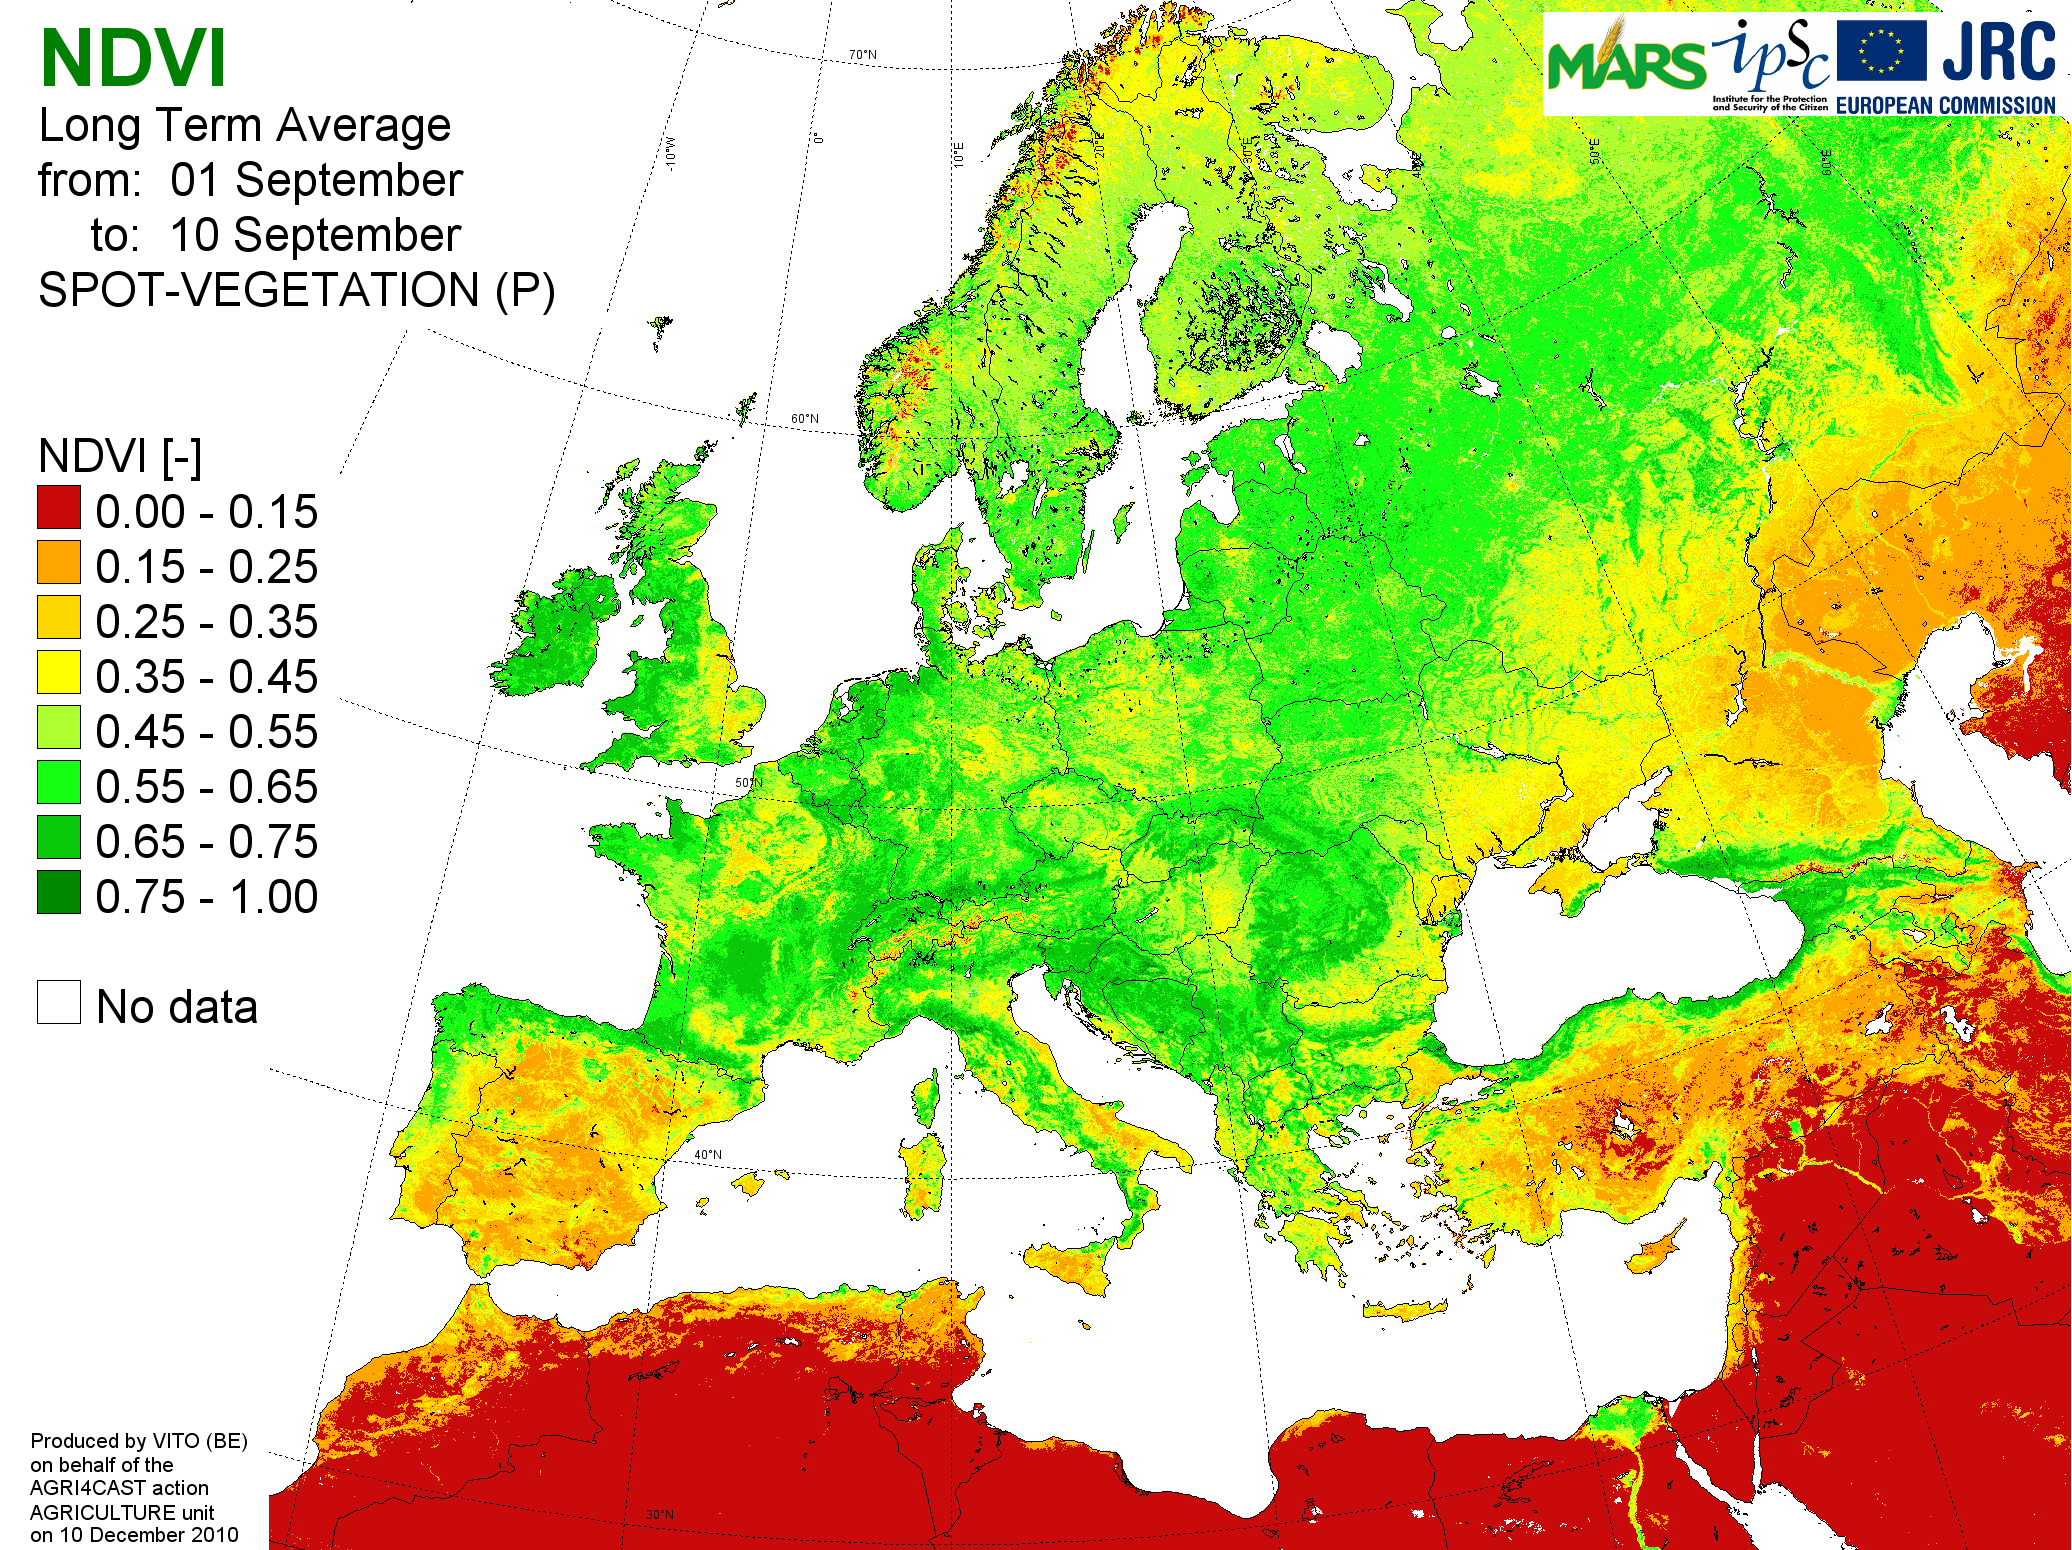 NDVI
Long Term Average
from: 01 September
to: 10 September
SPOT-VEGETATION (P)
MARS
ipsc
Institute for the Protection
and Security of the Citizen
JRC
EUROPEAN COMMISSION
70°N
-10°W
0°
10°E
20°E
30°E
40°E
50°E
60°E
60°N
50°N
40°N
30°N
NDVI [-]
0.00 - 0.15
0.15 - 0.25
0.25 - 0.35
0.35 - 0.45
0.45 - 0.55
0.55 - 0.65
0.65 - 0.75
0.75 - 1.00
No data
Produced by VITO (BE)
on behalf of the
AGRI4CAST action
AGRICULTURE unit
on 10 December 2010